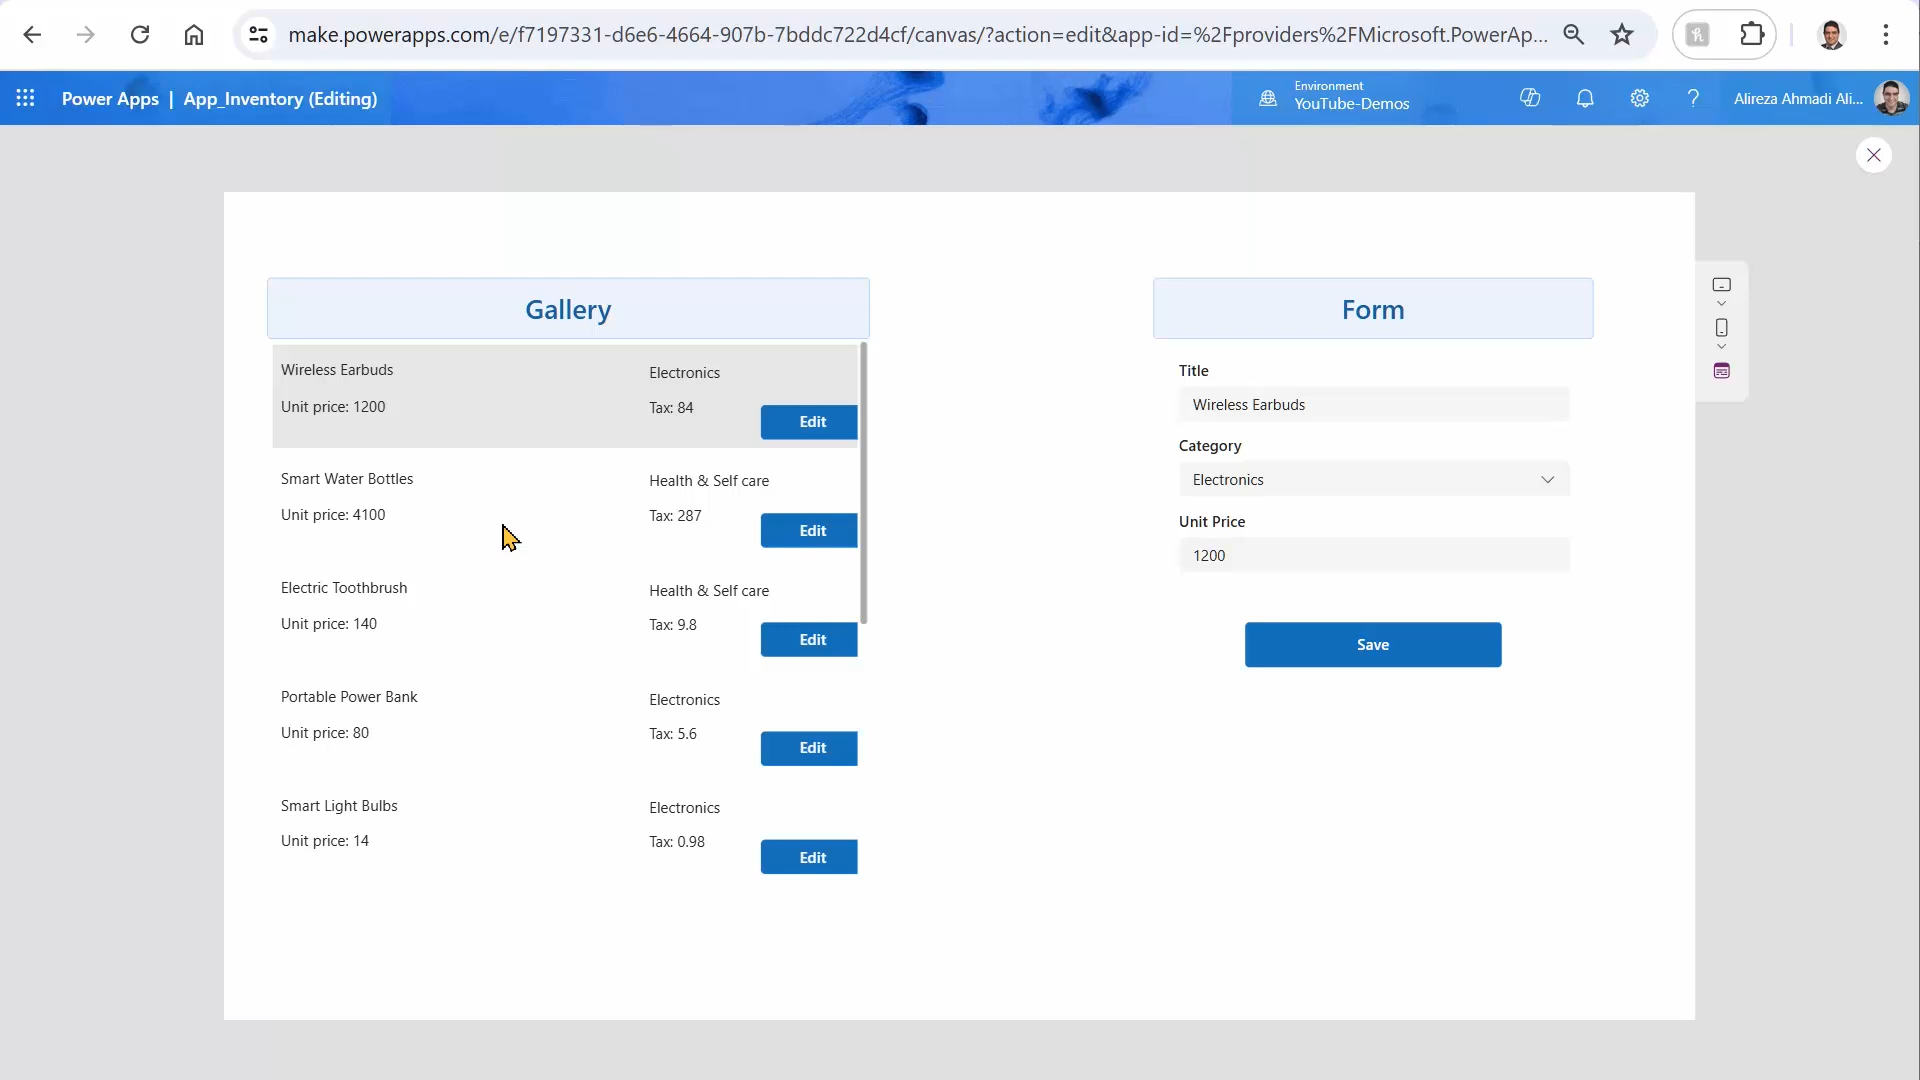 make.powerapps.com/e/f7197331-d6e6-4664-907b-7bddc722d4cf/canvas/?action=edit&app-id=%2Fproviders%2FMicrosoft.PowerAp...
Power Apps | App_Inventory (Editing)
Environment
YouTube-Demos
?
Alireza Ahmadi Ali...
Gallery
Wireless Earbuds
Electronics
Unit price: 1200
Tax: 84
Edit
Smart Water Bottles
Health & Self care
Unit price: 4100
Tax: 287
Edit
Electric Toothbrush
Health & Self care
Unit price: 140
Tax: 9.8
Edit
Portable Power Bank
Electronics
Unit price: 80
Tax: 5.6
Edit
Smart Light Bulbs
Electronics
Unit price: 14
Tax: 0.98
Edit
Form
Title
Wireless Earbuds
Category
Electronics
Unit Price
1200
Save